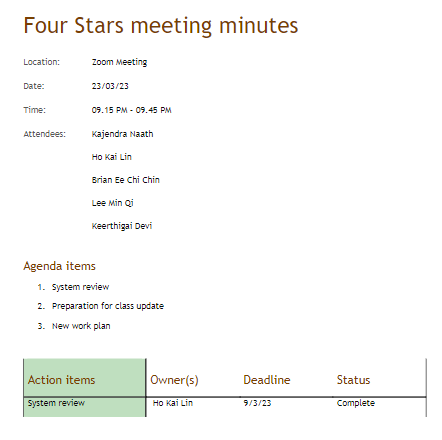 Four Stars meeting minutes
Location: Zoom Meeting
Date: 23/03/23
Time: 09.15 PM - 09.45 PM
Attendees: Kajendra Naath
Ho Kai Lin
Brian Ee Chi Chin
Lee Min Qi
Keerthigai Devi
Agenda items
1. System review
2. Preparation for class update
3. New work plan
Action items Owner(s) Deadline Status
System review Ho Kai Lin 9/3/23 Complete